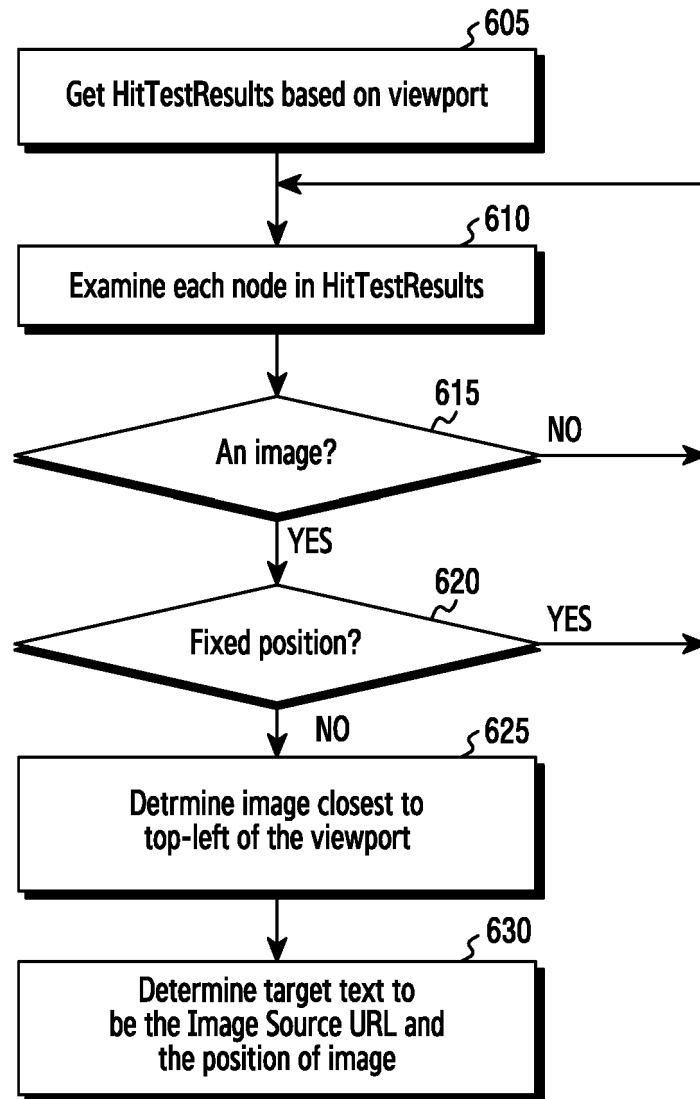 605
Get HitTestResults based on viewport
610
Examine each node in HitTestResults
615
An image?
NO
YES
620
Fixed position?
YES
NO
625
Detrmine image closest to
top-left of the viewport
630
Determine target text to
be the Image Source URL and
the position of image